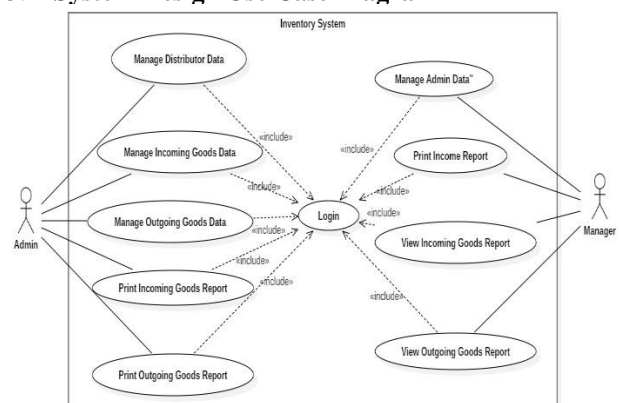 Inventory System
Manage Distributor Data
Manage Admin Data"
«include»
«include»
Manage Incoming Goods Data
Print Income Report
«include»
«include»
Login
Manage Outgoing Goods Data
«include»
View Incoming Goods Report
Admin
Manager
«include»
Print Incoming Goods Report
«include»
«include»
View Outgoing Goods Report
Print Outgoing Goods Report